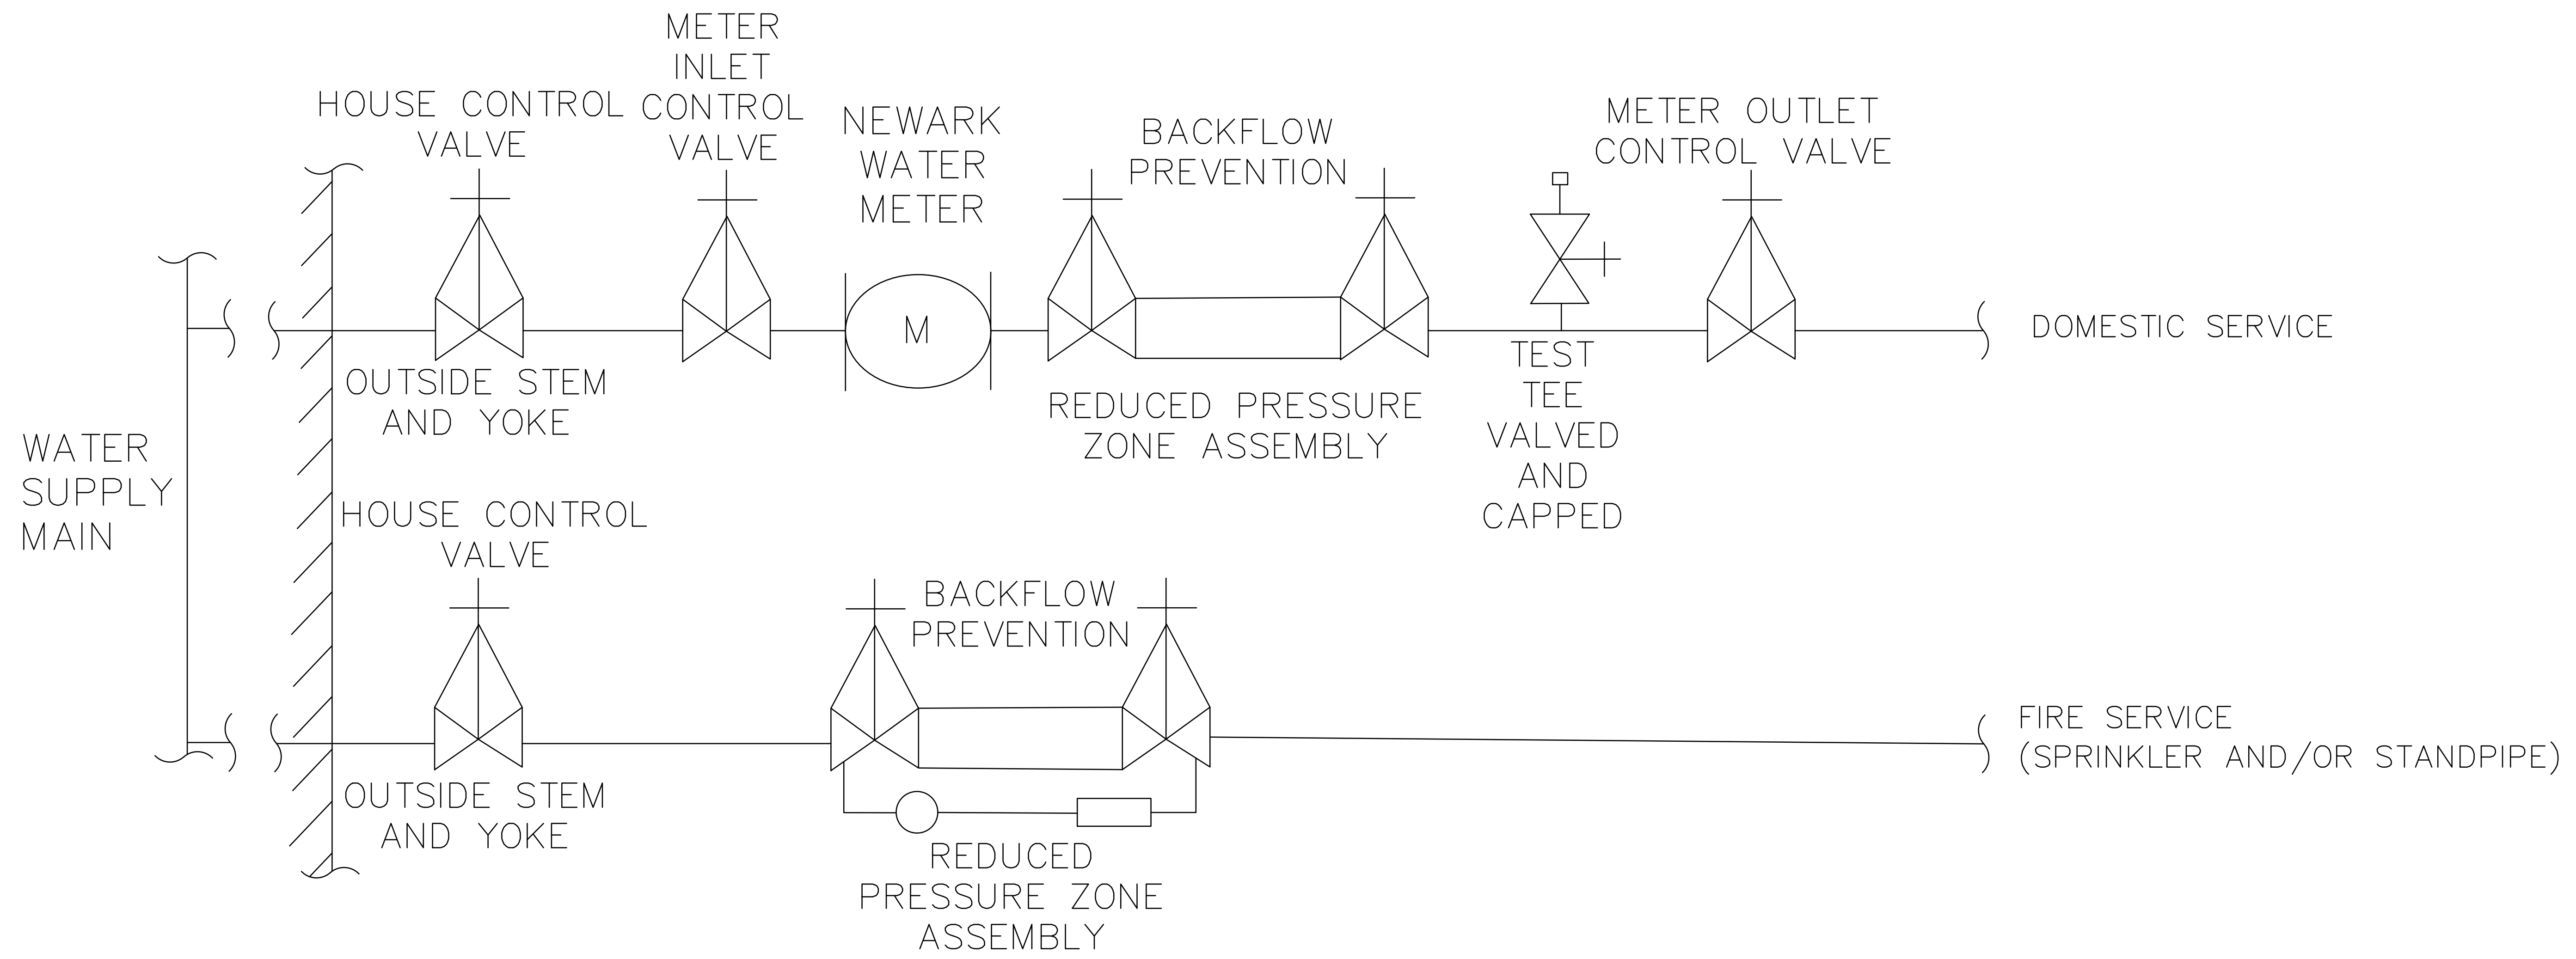 METER
INLET
CONTROL
VALVE
HOUSE CONTROL
VALVE
NEWARK
WATER
METER
BACKFLOW
PREVENTION
METER OUTLET
CONTROL VALVE
M
DOMESTIC SERVICE
OUTSIDE STEM
AND YOKE
REDUCED PRESSURE
ZONE ASSEMBLY
TEST
TEE
VALVED
AND
CAPPED
WATER
SUPPLY
MAIN
HOUSE CONTROL
VALVE
BACKFLOW
PREVENTION
FIRE SERVICE
(SPRINKLER AND/OR STANDPIPE)
OUTSIDE STEM
AND YOKE
REDUCED
PRESSURE ZONE
ASSEMBLY